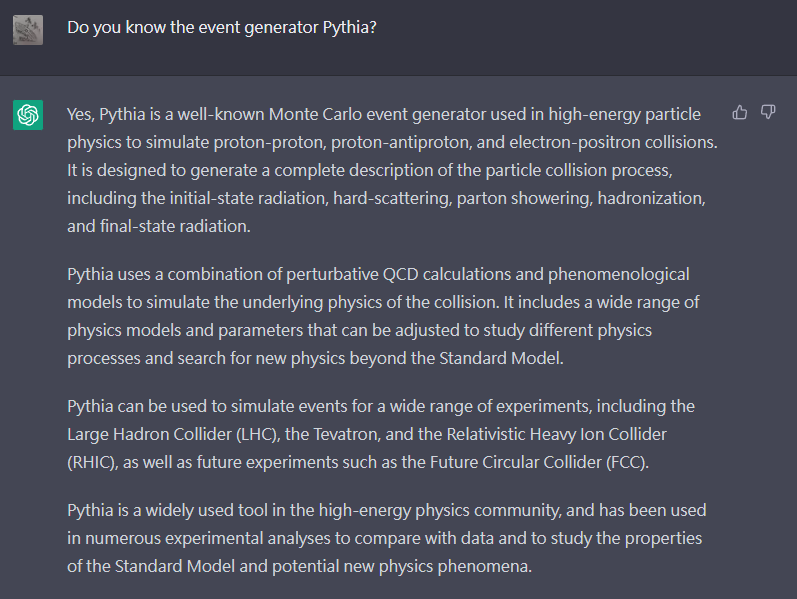 Do you know the event generator Pythia?
Yes, Pythia is a well-known Monte Carlo event generator used in high-energy particle
physics to simulate proton-proton, proton-antiproton, and electron-positron collisions.
It is designed to generate a complete description of the particle collision process,
including the initial-state radiation, hard-scattering, parton showering, hadronization,
and final-state radiation.
Pythia uses a combination of perturbative QCD calculations and phenomenological
models to simulate the underlying physics of the collision. It includes a wide range of
physics models and parameters that can be adjusted to study different physics
processes and search for new physics beyond the Standard Model.
Pythia can be used to simulate events for a wide range of experiments, including the
Large Hadron Collider (LHC), the Tevatron, and the Relativistic Heavy Ion Collider
(RHIC), as well as future experiments such as the Future Circular Collider (FCC).
Pythia is a widely used tool in the high-energy physics community, and has been used
in numerous experimental analyses to compare with data and to study the properties
of the Standard Model and potential new physics phenomena.